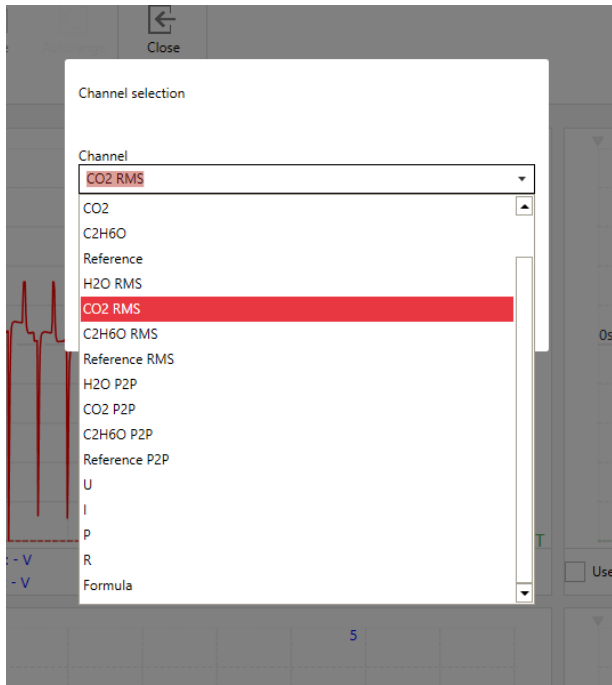 Close
Channel selection
Channel
CO2 RMS
CO2
C2H6O
Reference
H2O RMS
CO2 RMS
C2H6O RMS
Reference RMS
H2O P2P
CO2 P2P
C2H6O P2P
Reference P2P
U
I
P
R
Formula
0s
T
: - V
- V
Use
5